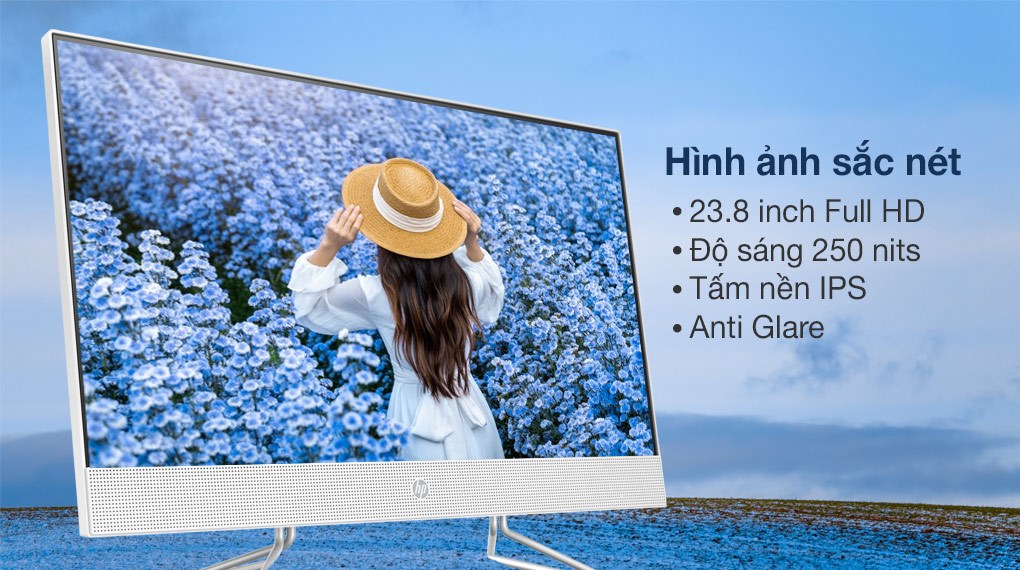 Hình ảnh sắc nét
• 23.8 inch Full HD
• Độ sáng 250 nits
• Tấm nền IPS
• Anti Glare
hp